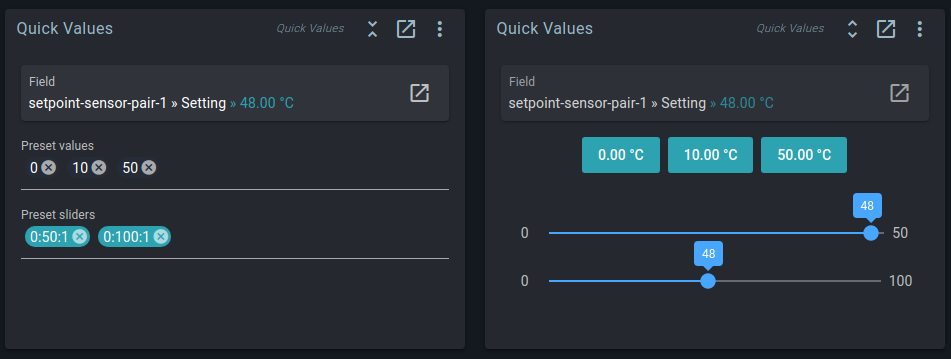 Quick Values Quick Values
Field
setpoint-sensor-pair-1 » Setting » 48.00 °C
Preset values
0 10 50
Preset sliders
0:50:1 0:100:1
Quick Values Quick Values
Field
setpoint-sensor-pair-1 » Setting » 48.00 °C
0.00 °C 10.00 °C 50.00 °C
48
0 50
48
0 100